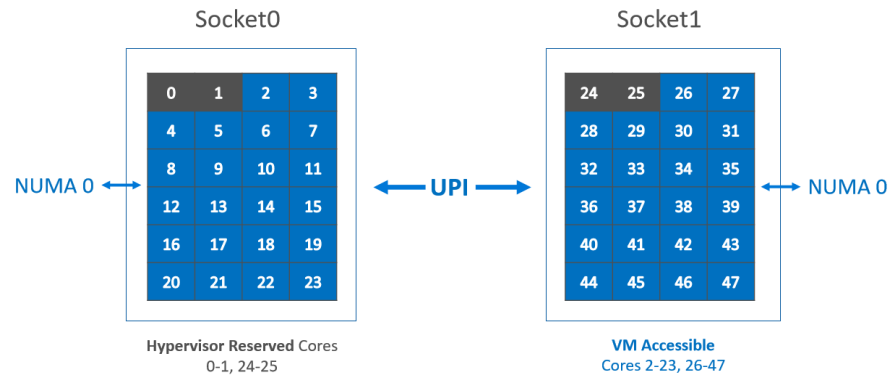 Socket0
Socket1
0 1 2 3
4 5 6 7
8 9 10 11
12 13 14 15
16 17 18 19
20 21 22 23
24 25 26 27
28 29 30 31
32 33 34 35
36 37 38 39
40 41 42 43
44 45 46 47
NUMA 0
UPI
NUMA 0
Hypervisor Reserved Cores
0-1, 24-25
VM Accessible
Cores 2-23, 26-47